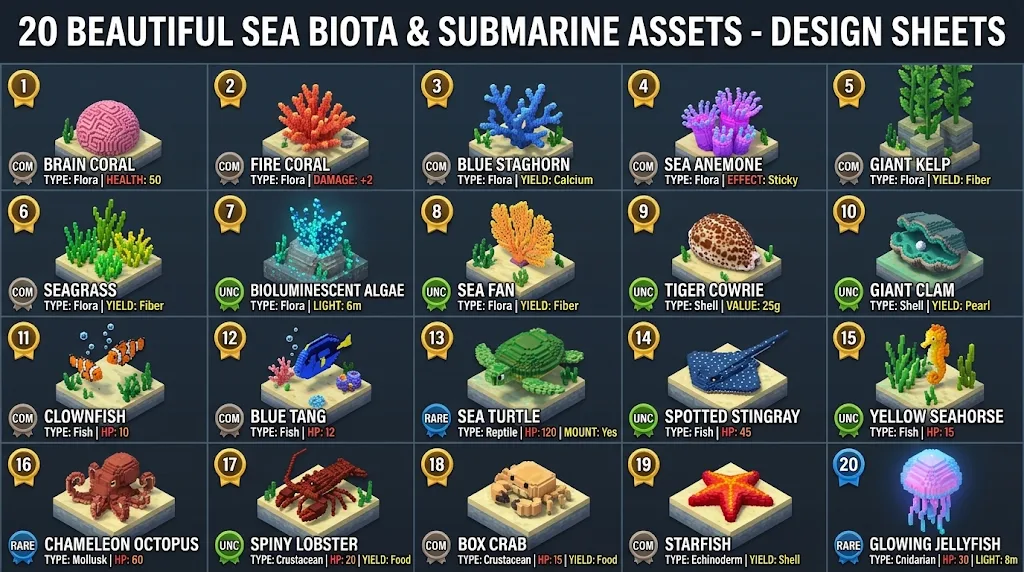 20 BEAUTIFUL SEA BIOTA & SUBMARINE ASSETS - DESIGN SHEETS
1
COM
BRAIN CORAL
TYPE: Flora | HEALTH: 50
2
COM
FIRE CORAL
TYPE: Flora | DAMAGE: +2
3
COM
BLUE STAGHORN
TYPE: Flora | YIELD: Calcium
4
COM
SEA ANEMONE
TYPE: Flora | EFFECT: Sticky
5
COM
GIANT KELP
TYPE: Flora | YIELD: Fiber
6
COM
SEAGRASS
TYPE: Flora | YIELD: Fiber
7
UNC
BIOLUMINESCENT ALGAE
TYPE: Flora | LIGHT: 6m
8
UNC
SEA FAN
TYPE: Flora | YIELD: Fiber
9
UNC
TIGER COWRIE
TYPE: Shell | VALUE: 25g
10
UNC
GIANT CLAM
TYPE: Shell | YIELD: Pearl
11
COM
CLOWNFISH
TYPE: Fish | HP: 10
12
COM
BLUE TANG
TYPE: Fish | HP: 12
13
RARE
SEA TURTLE
TYPE: Reptile | HP: 120 | MOUNT: Yes
14
UNC
SPOTTED STINGRAY
TYPE: Fish | HP: 45
15
UNC
YELLOW SEAHORSE
TYPE: Fish | HP: 15
16
RARE
CHAMELEON OCTOPUS
TYPE: Mollusk | HP: 60
17
UNC
SPINY LOBSTER
TYPE: Crustacean | HP: 20 | YIELD: Food
18
COM
BOX CRAB
TYPE: Crustacean | HP: 15 | YIELD: Food
19
COM
STARFISH
TYPE: Echinoderm | YIELD: Shell
20
RARE
GLOWING JELLYFISH
TYPE: Cnidarian | HP: 30 | LIGHT: 8m